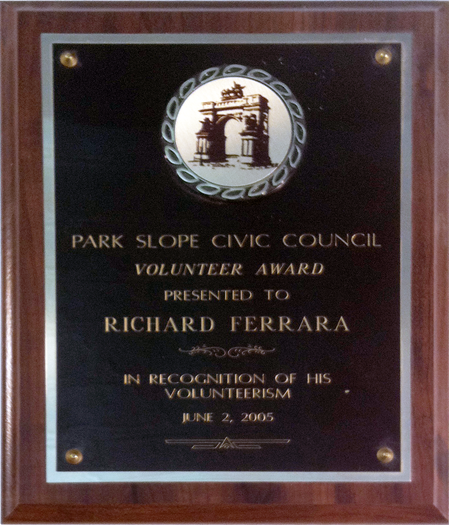 PARK SLOPE CIVIC COUNCIL
VOLUNTEER AWARD
PRESENTED TO
RICHARD FERRARA
IN RECOGNITION OF HIS
VOLUNTEERISM
JUNE 2, 2005